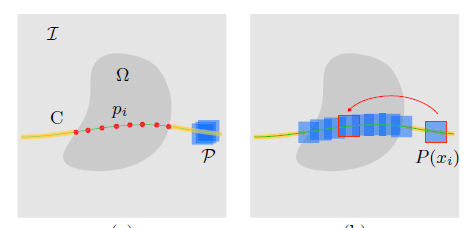 𝓘
Ω
C
p_i
𝓟
P(x_i)